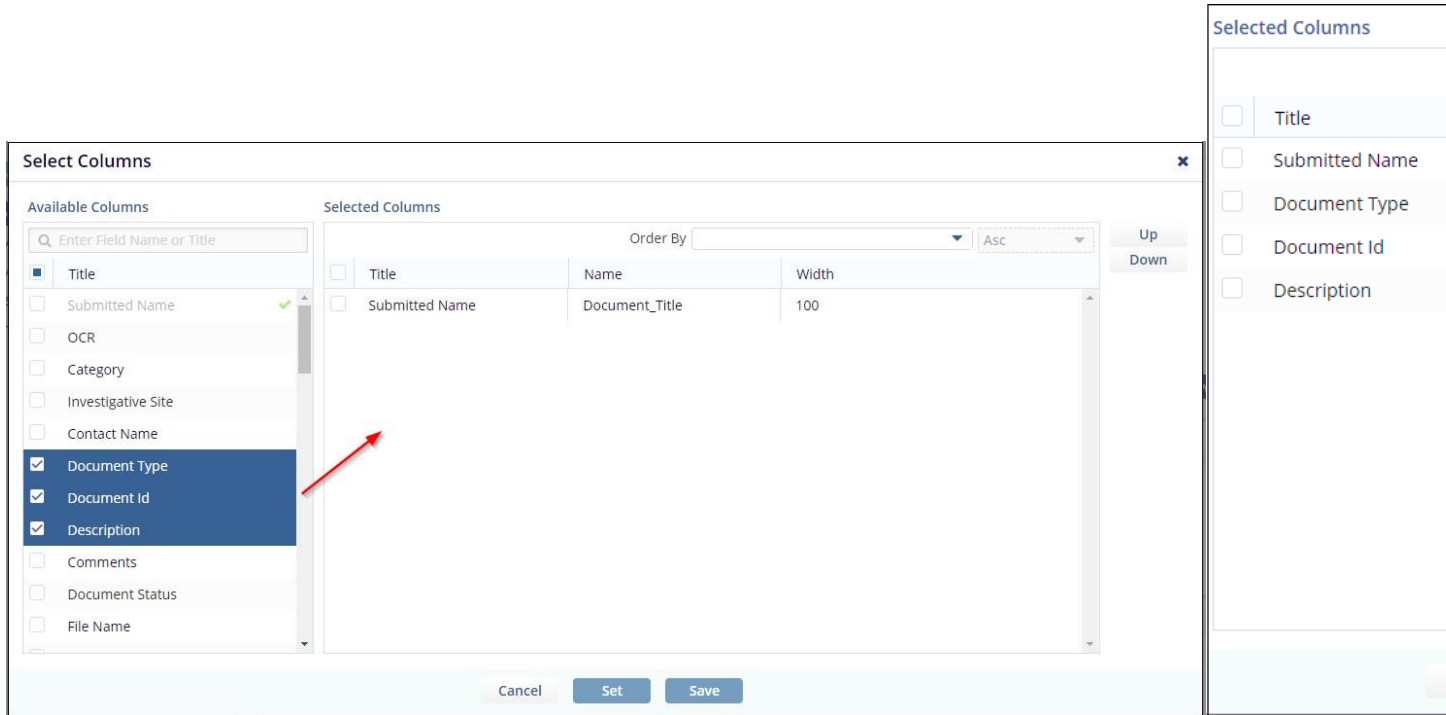 Select Columns
Available Columns
Enter Field Name or Title
Title
Submitted Name
OCR
Category
Investigative Site
Contact Name
Document Type
Document Id
Description
Comments
Document Status
File Name
Selected Columns
Order By
Asc
Title Name Width
Submitted Name Document_Title 100
Up
Down
Cancel Set Save
Selected Columns
Title
Submitted Name
Document Type
Document Id
Description